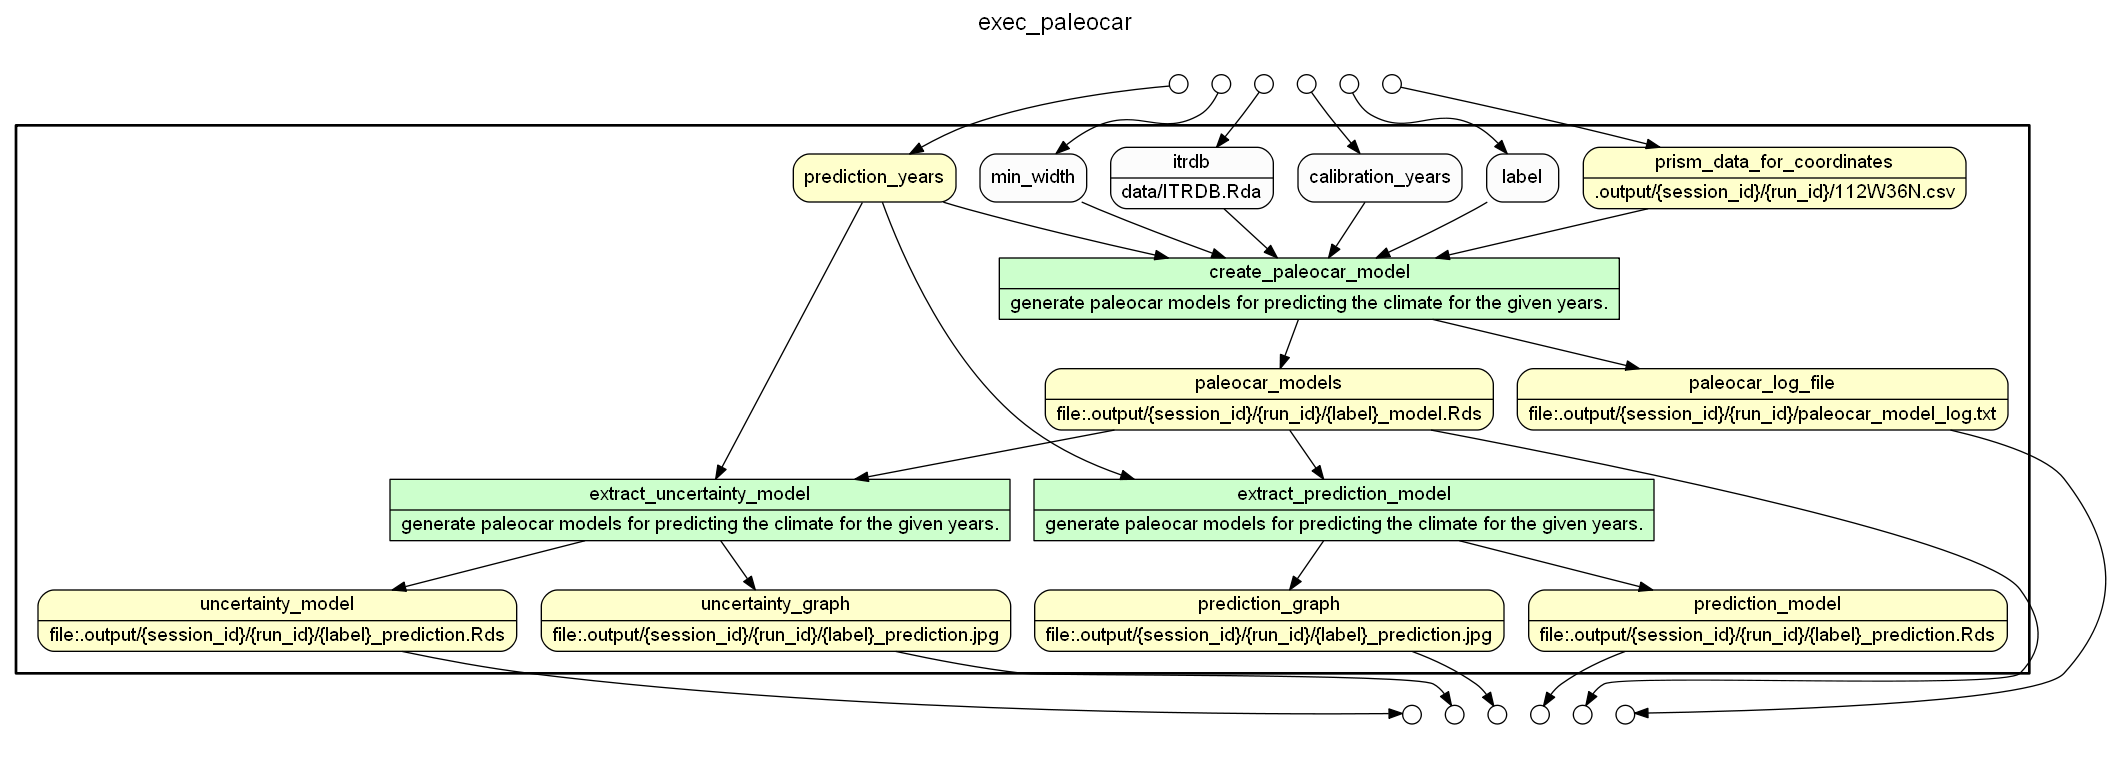 exec_paleocar
prediction_years
min_width
itrdb
data/ITRDB.Rda
calibration_years
label
prism_data_for_coordinates
.output/{session_id}/{run_id}/112W36N.csv
create_paleocar_model
generate paleocar models for predicting the climate for the given years.
paleocar_models
file:.output/{session_id}/{run_id}/{label}_model.Rds
paleocar_log_file
file:.output/{session_id}/{run_id}/paleocar_model_log.txt
extract_uncertainty_model
generate paleocar models for predicting the climate for the given years.
extract_prediction_model
generate paleocar models for predicting the climate for the given years.
uncertainty_model
file:.output/{session_id}/{run_id}/{label}_prediction.Rds
uncertainty_graph
file:.output/{session_id}/{run_id}/{label}_prediction.jpg
prediction_graph
file:.output/{session_id}/{run_id}/{label}_prediction.jpg
prediction_model
file:.output/{session_id}/{run_id}/{label}_prediction.Rds